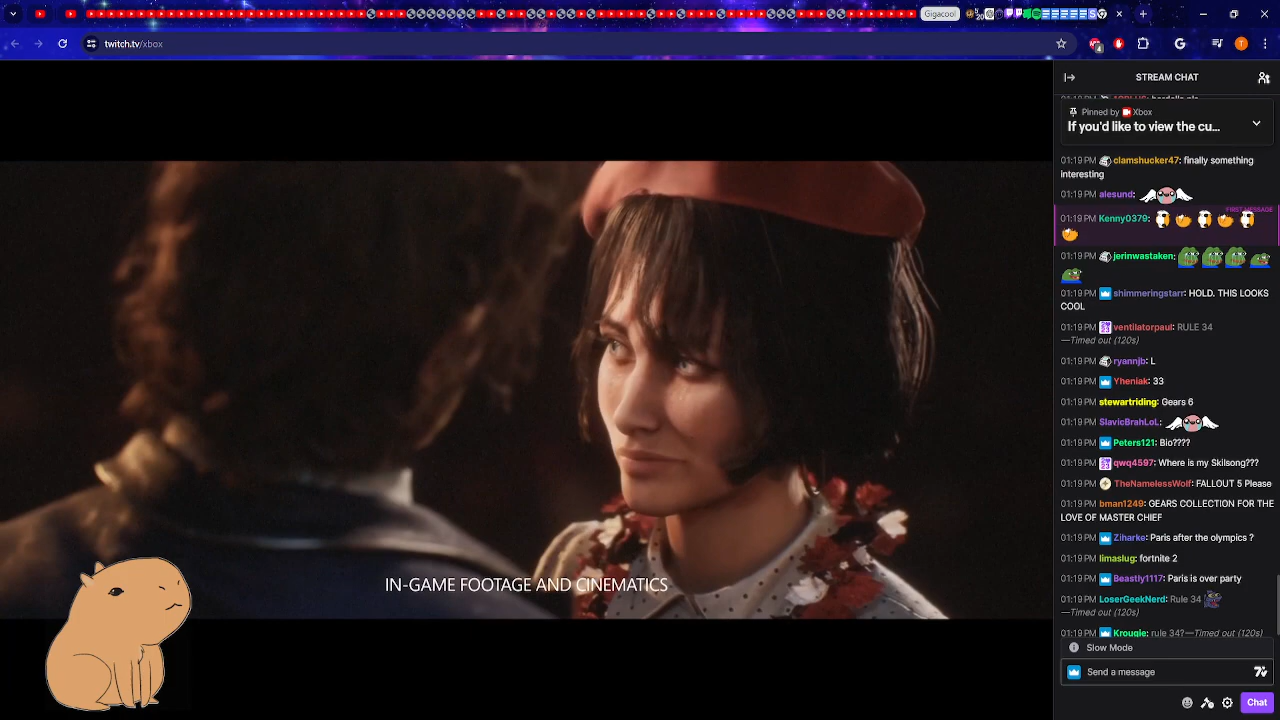 Gigacool
twitch.tv/xbox
STREAM CHAT
Pinned by Xbox
If you'd like to view the cu...
01:19 PM clamshucker47: finally something
interesting
01:19 PM alesund:
FIRST MESSAGE
01:19 PM Kenny0379:
01:19 PM jerinwastaken:
01:19 PM shimmeringstarr: HOLD. THIS LOOKS
COOL
01:19 PM ventilatorpaul: RULE 34
—Timed out (120s)
01:19 PM ryannjb: L
01:19 PM Yheniak: 33
01:19 PM stewartriding: Gears 6
01:19 PM SlavicBrahLoL:
01:19 PM Peters121: Bio????
01:19 PM qwq4597: Where is my Skilsong???
01:19 PM TheNamelessWolf: FALLOUT 5 Please
01:19 PM bman1249: GEARS COLLECTION FOR THE
LOVE OF MASTER CHIEF
01:19 PM Ziharke: Paris after the olympics ?
01:19 PM limaslug: fortnite 2
01:19 PM Beastly1117: Paris is over party
01:19 PM LoserGeekNerd: Rule 34
—Timed out (120s)
01:19 PM Krougie: rule 34?—Timed out (120s)
Slow Mode
Send a message
Chat
IN-GAME FOOTAGE AND CINEMATICS